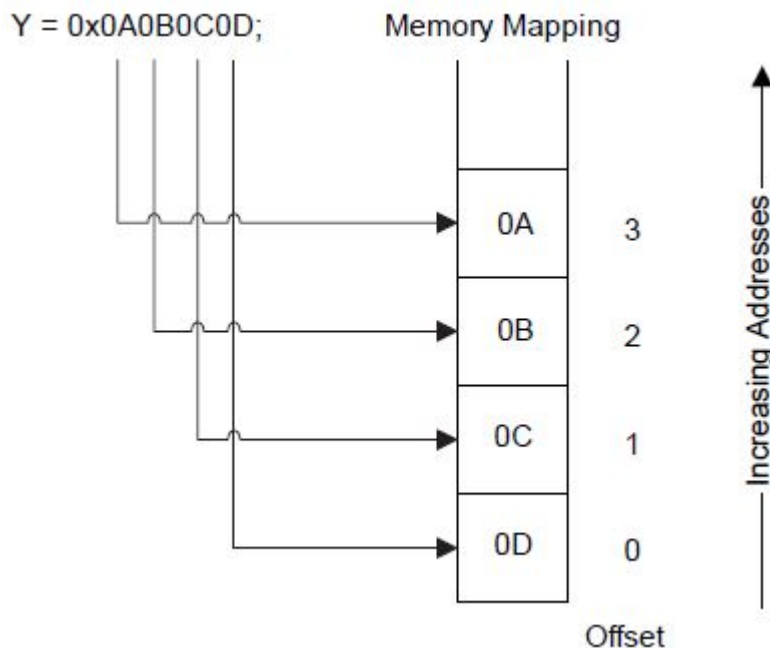 Y = 0x0A0B0C0D;
Memory Mapping
0A
3
0B
2
0C
1
0D
0
Offset
Increasing Addresses